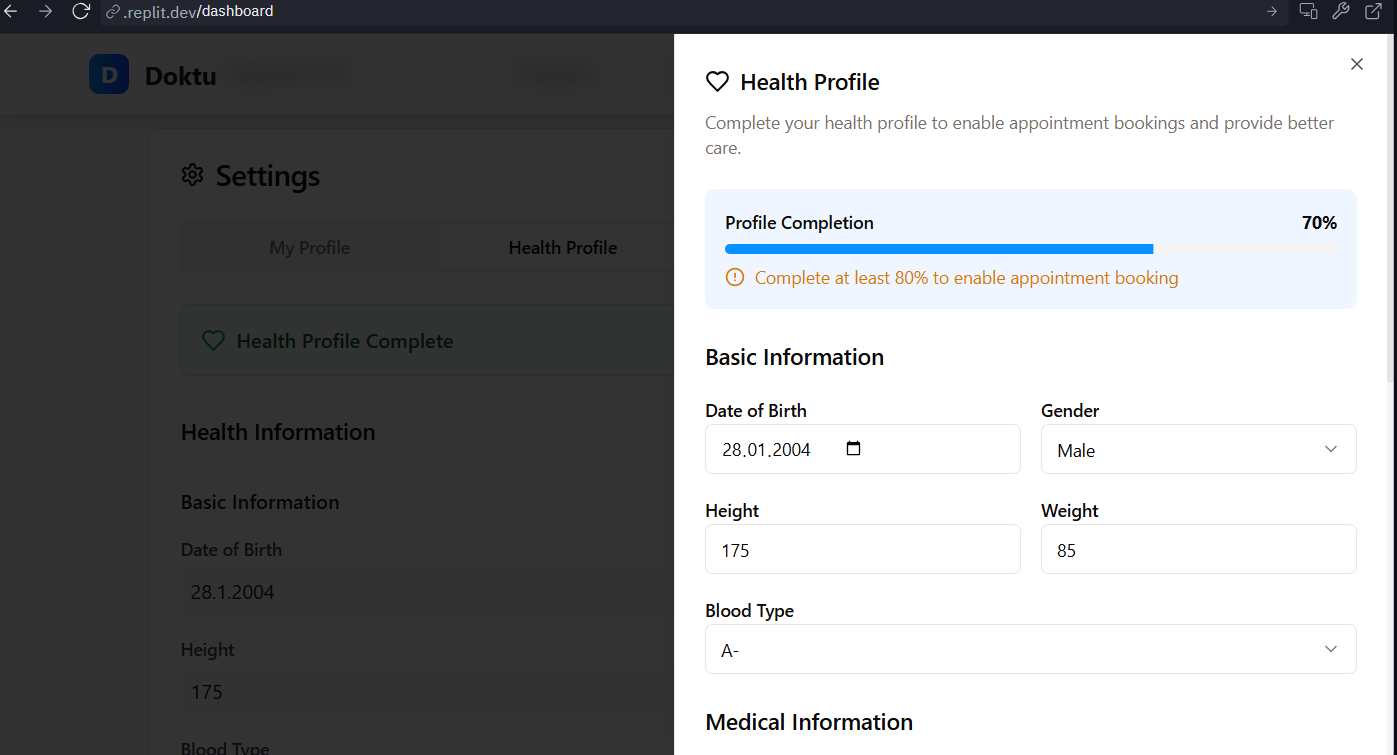 .replit.dev/dashboard
D Doktu
Settings
My Profile Health Profile
Health Profile Complete
Health Information
Basic Information
Date of Birth
28.1.2004
Height
175
Blood Type
Health Profile
Complete your health profile to enable appointment bookings and provide better
care.
Profile Completion 70%
Complete at least 80% to enable appointment booking
Basic Information
Date of Birth Gender
28.01.2004 Male
Height Weight
175 85
Blood Type
A-
Medical Information